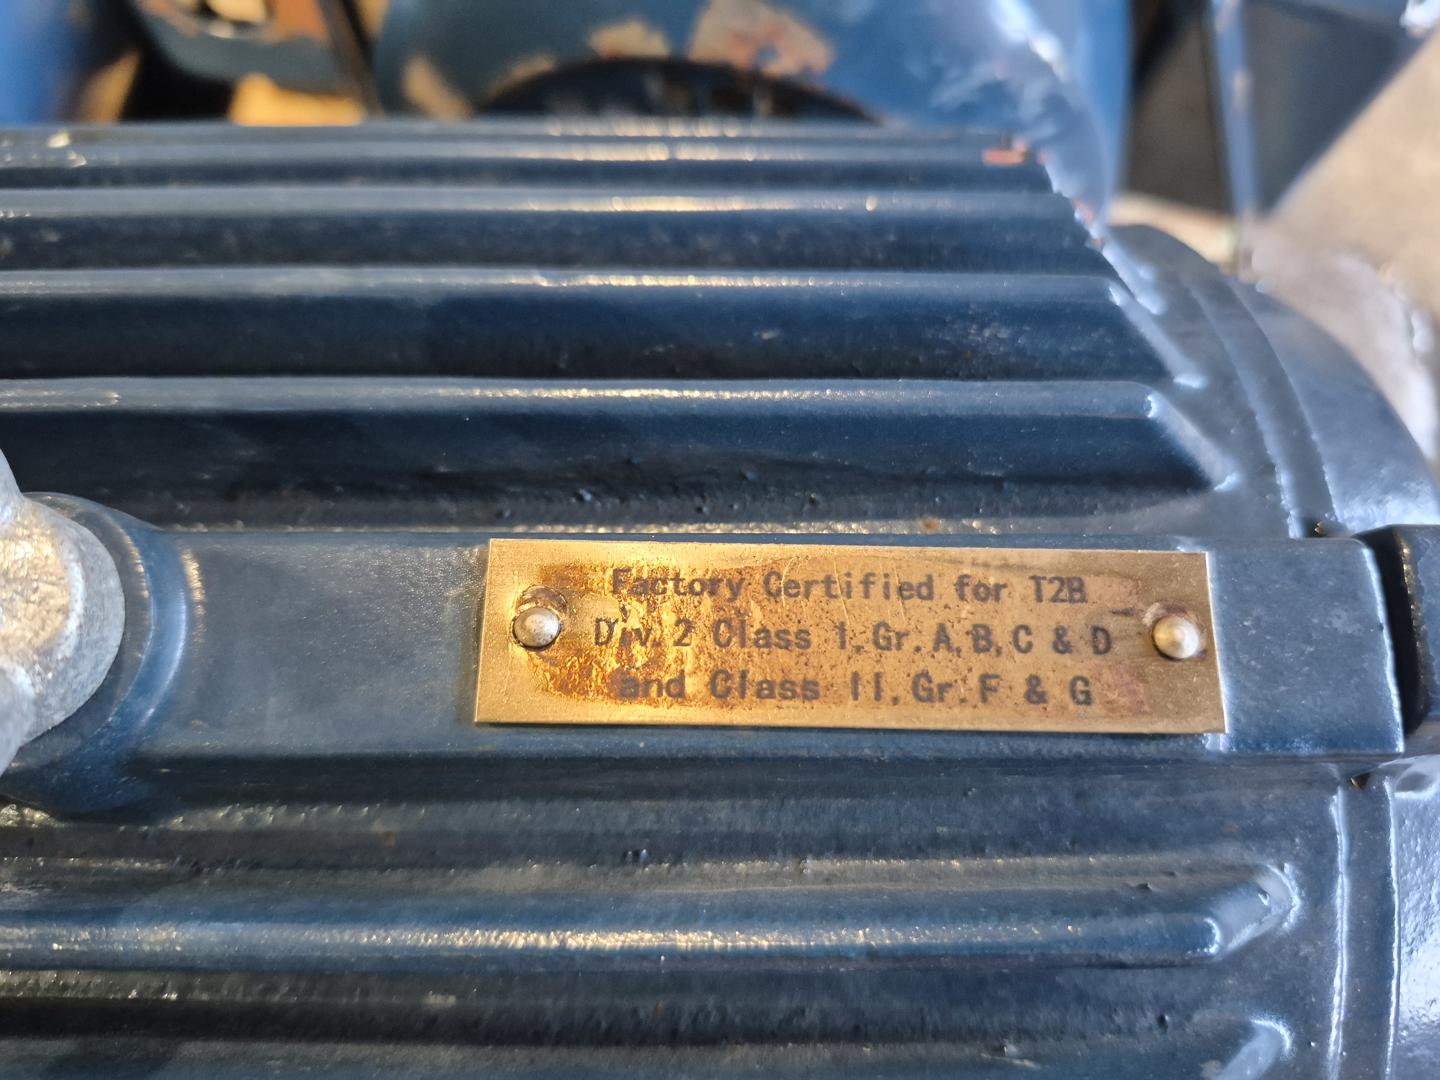 Factory Certified for T2B
Div. 2 Class I, Gr. A, B, C & D
and Class II, Gr. F & G